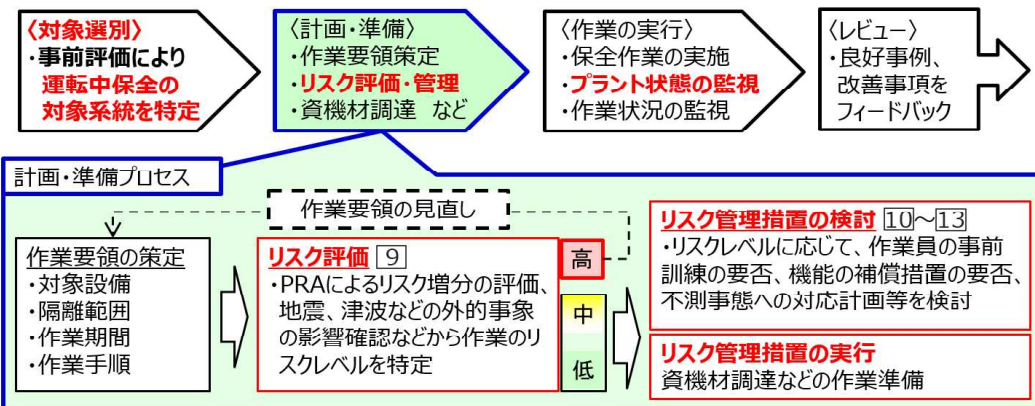 〈対象選別〉
・事前評価により
運転中保全の
対象系統を特定
〈計画・準備〉
・作業要領策定
・リスク評価・管理
・資機材調達 など
〈作業の実行〉
・保全作業の実施
・プラント状態の監視
・作業状況の監視
〈レビュー〉
・良好事例、
改善事項を
フィードバック
計画・準備プロセス
作業要領の見直し
作業要領の策定
・対象設備
・隔離範囲
・作業期間
・作業手順
リスク評価 9
・PRAによるリスク増分の評価、
地震、津波などの外的事象
の影響確認などから作業のリ
スクレベルを特定
高
中
低
リスク管理措置の検討 10～13
・リスクレベルに応じて、作業員の事前
訓練の要否、機能の補償措置の要否、
不測事態への対応計画等を検討
リスク管理措置の実行
資機材調達などの作業準備